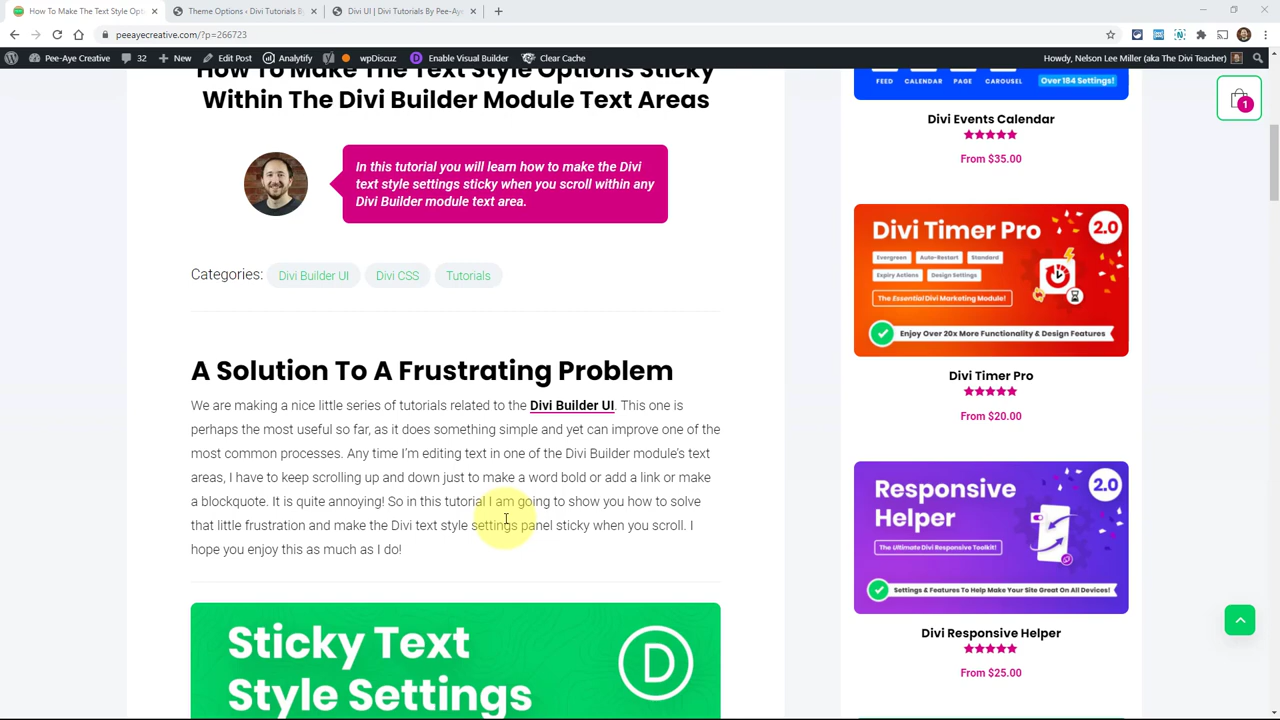 How To Make The Text Style Options Sticky
Theme Options ‹ Divi Tutorials B
Divi UI | Divi Tutorials By Pee-Ay
peeayecreative.com/?p=266723
Pee-Aye Creative
32
New
Edit Post
Analytify
wpDiscuz
Enable Visual Builder
Clear Cache
Howdy, Nelson Lee Miller (aka The Divi Teacher)
How To Make The Text Style Options Sticky
Within The Divi Builder Module Text Areas
In this tutorial you will learn how to make the Divi
text style settings sticky when you scroll within any
Divi Builder module text area.
Categories:
Divi Builder UI
Divi CSS
Tutorials
A Solution To A Frustrating Problem
We are making a nice little series of tutorials related to the Divi Builder UI. This one is
perhaps the most useful so far, as it does something simple and yet can improve one of the
most common processes. Any time I'm editing text in one of the Divi Builder module's text
areas, I have to keep scrolling up and down just to make a word bold or add a link or make
a blockquote. It is quite annoying! So in this tutorial I am going to show you how to solve
that little frustration and make the Divi text style settings panel sticky when you scroll. I
hope you enjoy this as much as I do!
Sticky Text
Style Settings
D
FEED
CALENDAR
PAGE
CAROUSEL
Over 184 Settings!
Divi Events Calendar
From $35.00
1
Divi Timer Pro
2.0
Evergreen
Auto-Restart
Standard
Expiry Actions
Design Settings
The Essential Divi Marketing Module!
Enjoy Over 20x More Functionality & Design Features
Divi Timer Pro
From $20.00
Responsive
Helper
2.0
The Ultimate Divi Responsive Toolkit!
Settings & Features To Help Make Your Site Great On All Devices!
Divi Responsive Helper
From $25.00